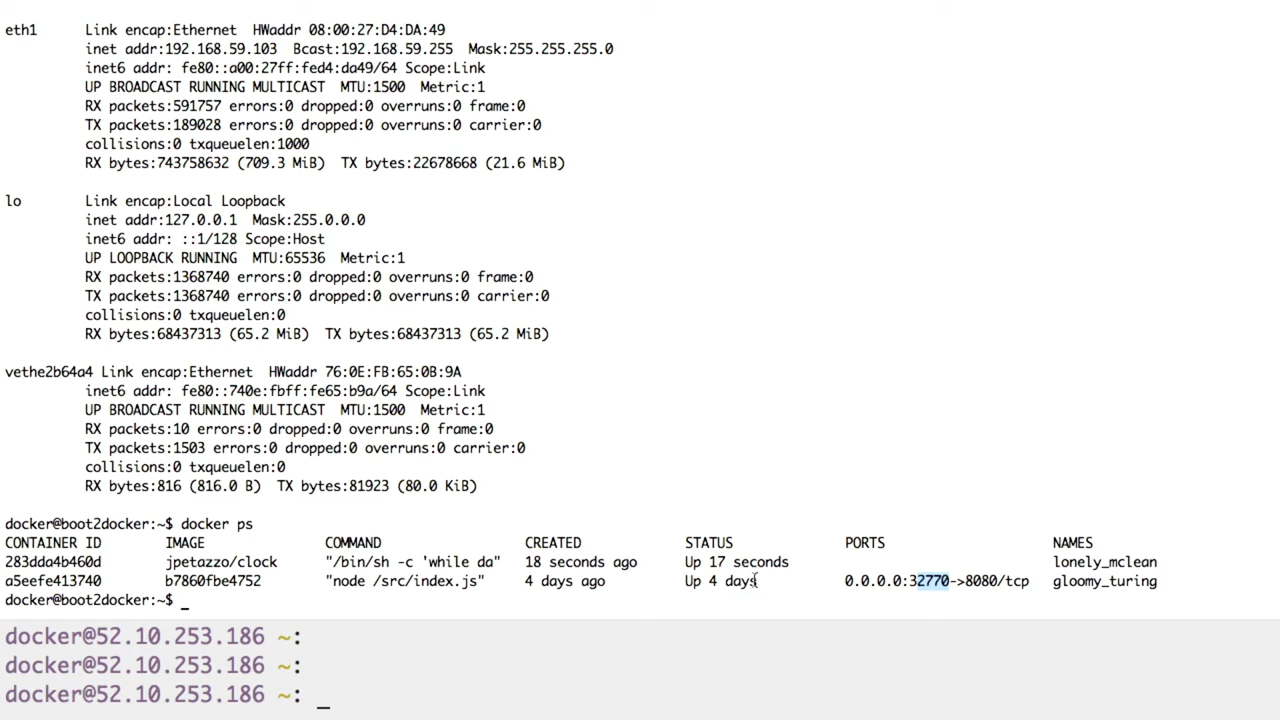 eth1      Link encap:Ethernet  HWaddr 08:00:27:D4:DA:49
          inet addr:192.168.59.103  Bcast:192.168.59.255  Mask:255.255.255.0
          inet6 addr: fe80::a00:27ff:fed4:da49/64 Scope:Link
          UP BROADCAST RUNNING MULTICAST  MTU:1500  Metric:1
          RX packets:591757 errors:0 dropped:0 overruns:0 frame:0
          TX packets:189028 errors:0 dropped:0 overruns:0 carrier:0
          collisions:0 txqueuelen:1000
          RX bytes:743758632 (709.3 MiB)  TX bytes:22678668 (21.6 MiB)
lo        Link encap:Local Loopback
          inet addr:127.0.0.1  Mask:255.0.0.0
          inet6 addr: ::1/128 Scope:Host
          UP LOOPBACK RUNNING  MTU:65536  Metric:1
          RX packets:1368740 errors:0 dropped:0 overruns:0 frame:0
          TX packets:1368740 errors:0 dropped:0 overruns:0 carrier:0
          collisions:0 txqueuelen:0
          RX bytes:68437313 (65.2 MiB)  TX bytes:68437313 (65.2 MiB)
vethe2b64a4 Link encap:Ethernet  HWaddr 76:0E:FB:65:0B:9A
          inet6 addr: fe80::740e:fbff:fe65:b9a/64 Scope:Link
          UP BROADCAST RUNNING MULTICAST  MTU:1500  Metric:1
          RX packets:10 errors:0 dropped:0 overruns:0 frame:0
          TX packets:1503 errors:0 dropped:0 overruns:0 carrier:0
          collisions:0 txqueuelen:0
          RX bytes:816 (816.0 B)  TX bytes:81923 (80.0 KiB)
docker@boot2docker:~$ docker ps
CONTAINER ID        IMAGE               COMMAND                  CREATED             STATUS              PORTS                     NAMES
283dda4b460d        jpetazzo/clock      "/bin/sh -c 'while da"   18 seconds ago      Up 17 seconds                                 lonely_mclean
a5eefe413740        b7860fbe4752        "node /src/index.js"     4 days ago          Up 4 days           0.0.0.0:32770->8080/tcp   gloomy_turing
docker@boot2docker:~$ _
docker@52.10.253.186 ~:
docker@52.10.253.186 ~:
docker@52.10.253.186 ~: _